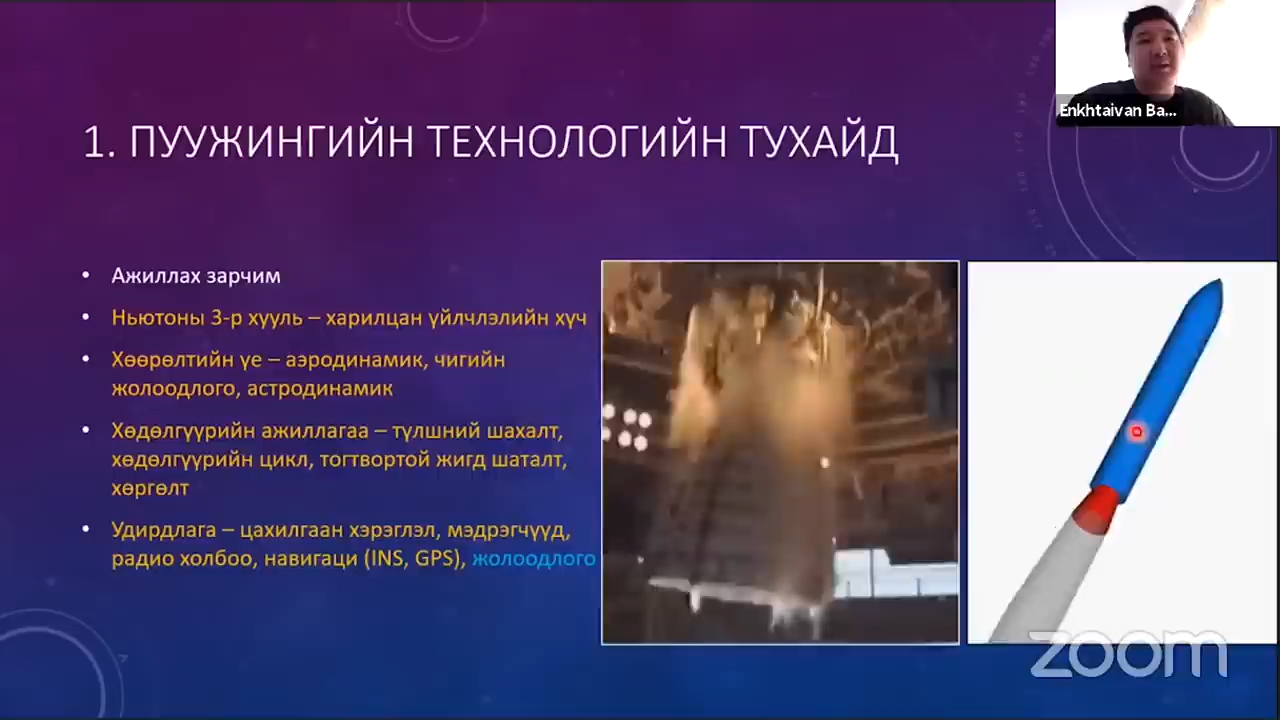 Enkhtaivan Ba...
1. ПУУЖИНГИЙН ТЕХНОЛОГИЙН ТУХАЙД
• Ажиллах зарчим
• Ньютоны 3-р хууль – харилцан үйлчлэлийн хүч
• Хөөрөлтийн үе – аэродинамик, чигийн
жолоодлого, астродинамик
• Хөдөлгүүрийн ажиллагаа – түлшний шахалт,
хөдөлгүүрийн цикл, тогтвортой жигд шаталт,
хөргөлт
• Удирдлага – цахилгаан хэрэглэл, мэдрэгчүүд,
радио холбоо, навигаци (INS, GPS), жолоодлого
zoom